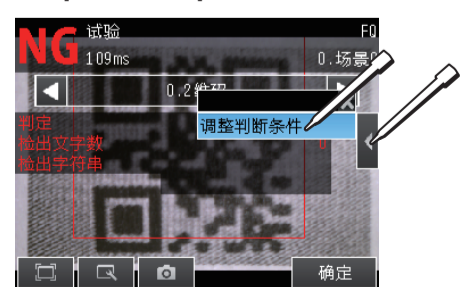 NG 试验 FQ
109ms 0.场景0
0.2维码
调整判断条件
判定
检出文字数 0
检出字符串
确定